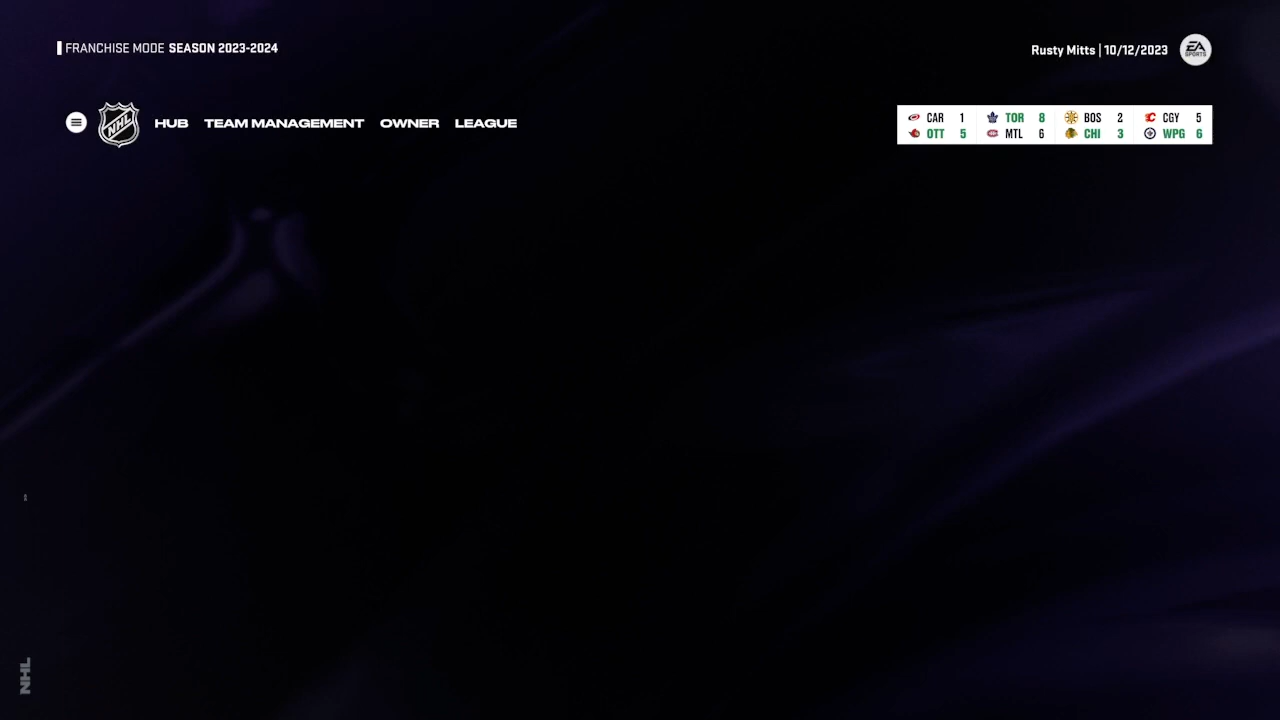 FRANCHISE MODE SEASON 2023-2024
Rusty Mitts | 10/12/2023
EA SPORTS
NHL
HUB TEAM MANAGEMENT OWNER LEAGUE
CAR 1 TOR 8 BOS 2 CGY 5
OTT 5 MTL 6 CHI 3 WPG 6
NHL